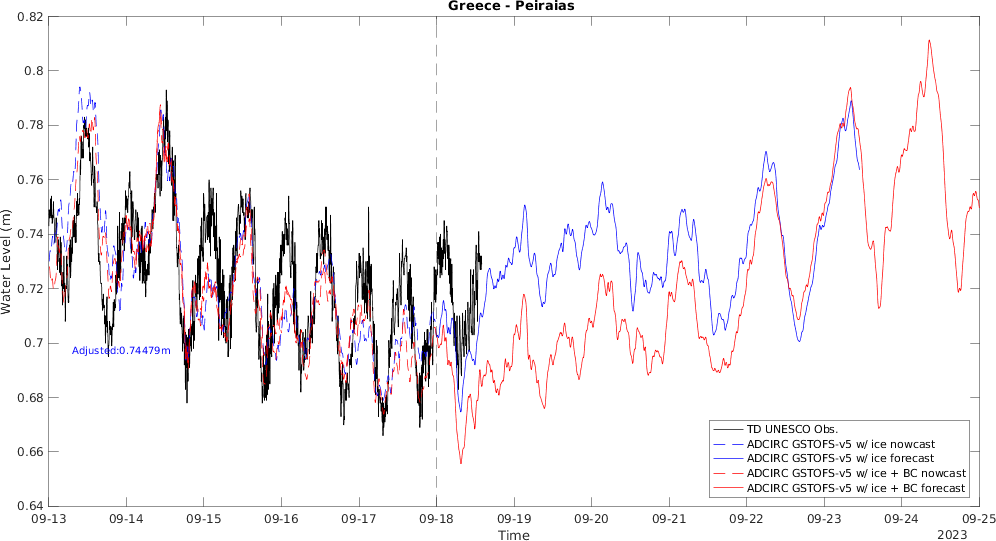 Greece - Peiraias
0.82
0.8
0.78
0.76
0.74
0.72
0.7
0.68
0.66
0.64
Water Level (m)
Adjusted:0.74479m
TD UNESCO Obs.
ADCIRC GSTOFS-v5 w/ ice nowcast
ADCIRC GSTOFS-v5 w/ ice forecast
ADCIRC GSTOFS-v5 w/ ice + BC nowcast
ADCIRC GSTOFS-v5 w/ ice + BC forecast
09-13 09-14 09-15 09-16 09-17 09-18 09-19 09-20 09-21 09-22 09-23 09-24 09-25
Time
2023